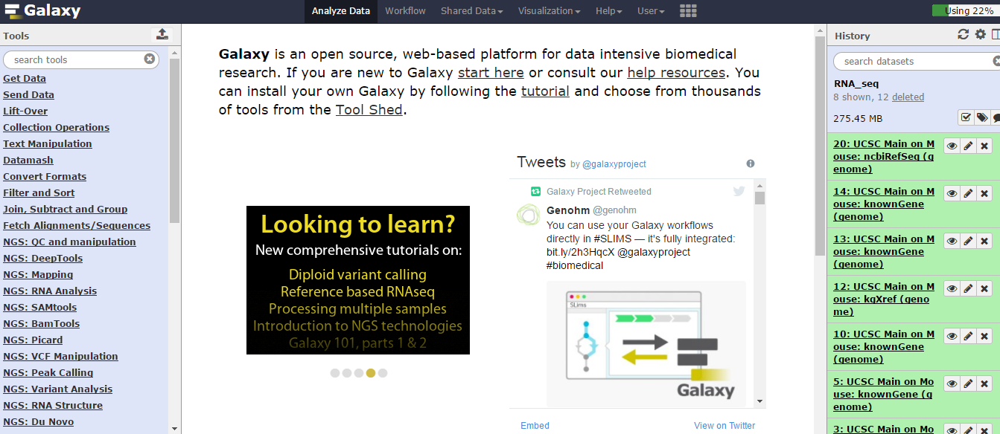 Galaxy
Analyze Data
Workflow
Shared Data
Visualization
Help
User
Using 22%
Tools
search tools
Get Data
Send Data
Lift-Over
Collection Operations
Text Manipulation
Datamash
Convert Formats
Filter and Sort
Join, Subtract and Group
Fetch Alignments/Sequences
NGS: QC and manipulation
NGS: DeepTools
NGS: Mapping
NGS: RNA Analysis
NGS: SAMtools
NGS: BamTools
NGS: Picard
NGS: VCF Manipulation
NGS: Peak Calling
NGS: Variant Analysis
NGS: RNA Structure
NGS: Du Novo
Galaxy is an open source, web-based platform for data intensive biomedical
research. If you are new to Galaxy start here or consult our help resources. You
can install your own Galaxy by following the tutorial and choose from thousands
of tools from the Tool Shed.
Looking to learn?
New comprehensive tutorials on:
Diploid variant calling
Reference based RNAseq
Processing multiple samples
Introduction to NGS technologies
Galaxy 101, parts 1 & 2
Tweets by @galaxyproject
Galaxy Project Retweeted
Genohm @genohm
You can use your Galaxy workflows
directly in #SLIMS — it's fully integrated:
bit.ly/2h3HqcX @galaxyproject
#biomedical
SLims
Galaxy
Embed
View on Twitter
History
search datasets
RNA_seq
8 shown, 12 deleted
275.45 MB
20: UCSC Main on M
ouse: ncbiRefSeq (g
enome)
14: UCSC Main on M
ouse: knownGene
(genome)
13: UCSC Main on M
ouse: knownGene
(genome)
12: UCSC Main on M
ouse: kgXref (geno
me)
10: UCSC Main on M
ouse: knownGene
(genome)
5: UCSC Main on Mo
use: knownGene (g
enome)
3: UCSC Main on Mo